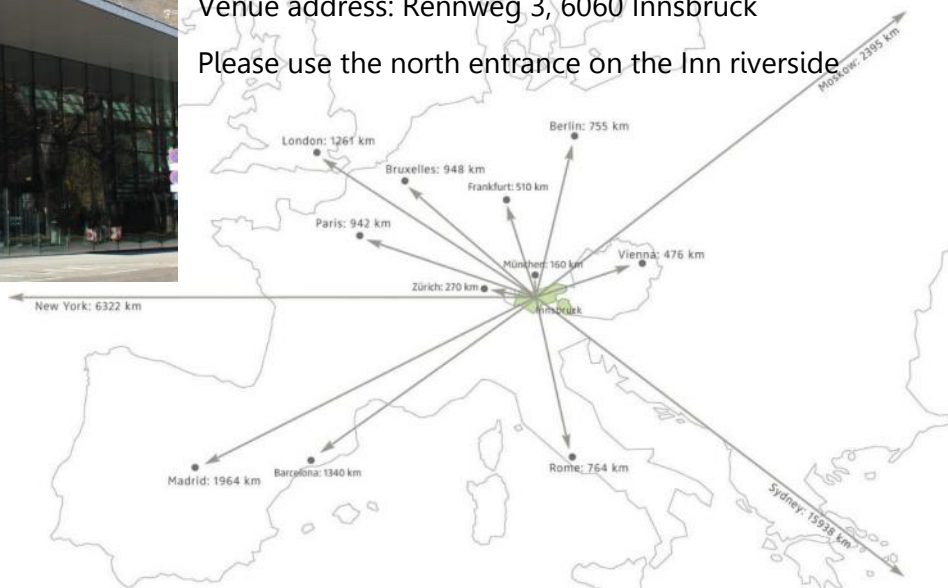 Venue address: Rennweg 3, 6060 Innsbruck
Please use the north entrance on the Inn riverside
Moskow: 2395 km
Berlin: 755 km
London: 1261 km
Bruxelles: 948 km
Frankfurt: 510 km
Paris: 942 km
Vienna: 476 km
München: 160 km
Zürich: 270 km
New York: 6322 km
Innsbruck
Madrid: 1964 km
Barcelona: 1340 km
Rome: 764 km
Sydney: 15938 km